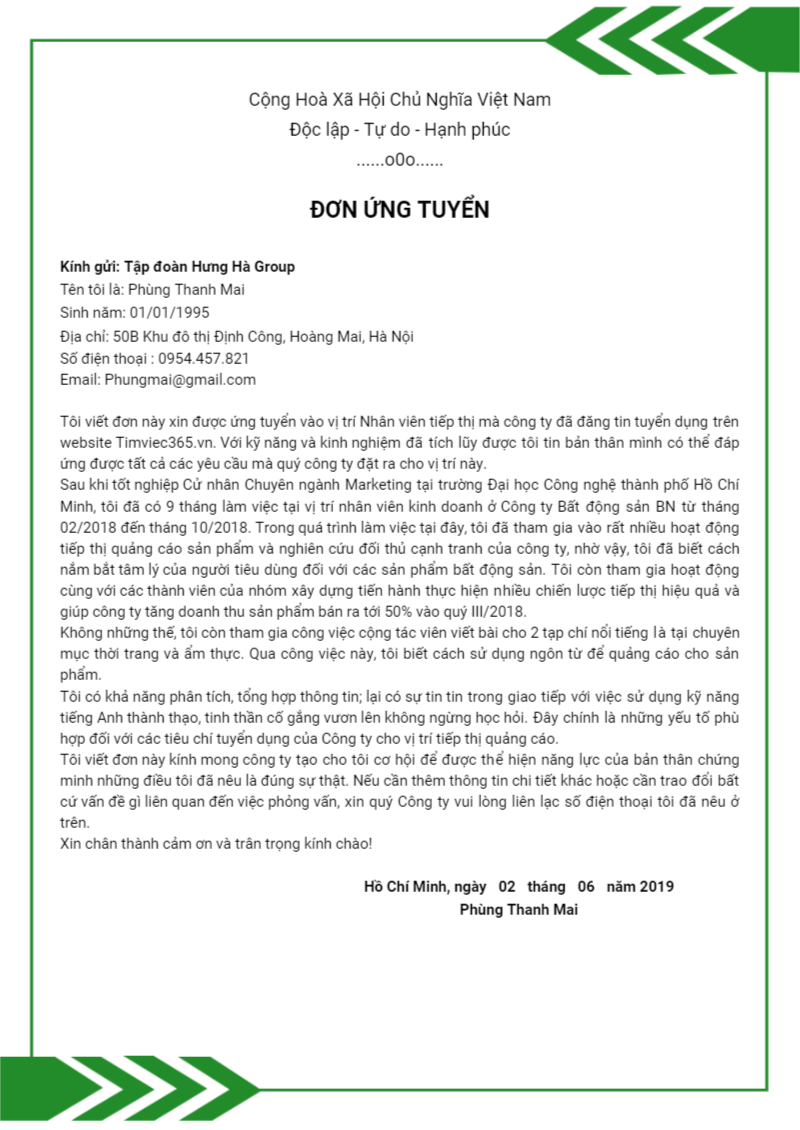 Cộng Hoà Xã Hội Chủ Nghĩa Việt Nam
Độc lập - Tự do - Hạnh phúc
......o0o......
ĐƠN ỨNG TUYỂN
Kính gửi: Tập đoàn Hưng Hà Group
Tên tôi là: Phùng Thanh Mai
Sinh năm: 01/01/1995
Địa chỉ: 50B Khu đô thị Định Công, Hoàng Mai, Hà Nội
Số điện thoại : 0954.457.821
Email: Phungmai@gmail.com
Tôi viết đơn này xin được ứng tuyển vào vị trí Nhân viên tiếp thị mà công ty đã đăng tin tuyển dụng trên
website Timviec365.vn. Với kỹ năng và kinh nghiệm đã tích lũy được tôi tin bản thân mình có thể đáp
ứng được tất cả các yêu cầu mà quý công ty đặt ra cho vị trí này.
Sau khi tốt nghiệp Cử nhân Chuyên ngành Marketing tại trường Đại học Công nghệ thành phố Hồ Chí
Minh, tôi đã có 9 tháng làm việc tại vị trí nhân viên kinh doanh ở Công ty Bất động sản BN từ tháng
02/2018 đến tháng 10/2018. Trong quá trình làm việc tại đây, tôi đã tham gia vào rất nhiều hoạt động
tiếp thị quảng cáo sản phẩm và nghiên cứu đối thủ cạnh tranh của công ty, nhờ vậy, tôi đã biết cách
nắm bắt tâm lý của người tiêu dùng đối với các sản phẩm bất động sản. Tôi còn tham gia hoạt động
cùng với các thành viên của nhóm xây dựng tiến hành thực hiện nhiều chiến lược tiếp thị hiệu quả và
giúp công ty tăng doanh thu sản phẩm bán ra tới 50% vào quý III/2018.
Không những thế, tôi còn tham gia công việc cộng tác viên viết bài cho 2 tạp chí nổi tiếng là tại chuyên
mục thời trang và ẩm thực. Qua công việc này, tôi biết cách sử dụng ngôn từ để quảng cáo cho sản
phẩm.
Tôi có khả năng phân tích, tổng hợp thông tin; lại có sự tin tin trong giao tiếp với việc sử dụng kỹ năng
tiếng Anh thành thạo, tinh thần cố gắng vươn lên không ngừng học hỏi. Đây chính là những yếu tố phù
hợp đối với các tiêu chí tuyển dụng của Công ty cho vị trí tiếp thị quảng cáo.
Tôi viết đơn này kính mong công ty tạo cho tôi cơ hội để được thể hiện năng lực của bản thân chứng
minh những điều tôi đã nêu là đúng sự thật. Nếu cần thêm thông tin chi tiết khác hoặc cần trao đổi bất
cứ vấn đề gì liên quan đến việc phỏng vấn, xin quý Công ty vui lòng liên lạc số điện thoại tôi đã nêu ở
trên.
Xin chân thành cảm ơn và trân trọng kính chào!
Hồ Chí Minh, ngày 02 tháng 06 năm 2019
Phùng Thanh Mai